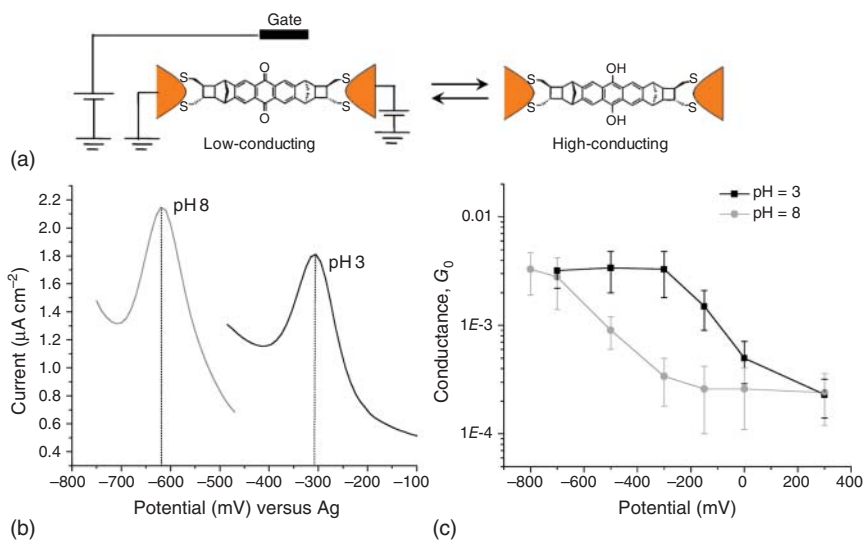 Gate
O
OH
S
S
S
S
S
S
S
S
O
OH
Low-conducting
High-conducting
(a)
2.2
2.0
1.8
1.6
1.4
1.2
1.0
0.8
0.6
0.4
Current (μA cm−2)
pH 8
pH 3
−800 −700 −600 −500 −400 −300 −200 −100
Potential (mV) versus Ag
(b)
0.01
1E−3
1E−4
Conductance, G0
pH = 3
pH = 8
−800 −600 −400 −200 0 200 400
Potential (mV)
(c)